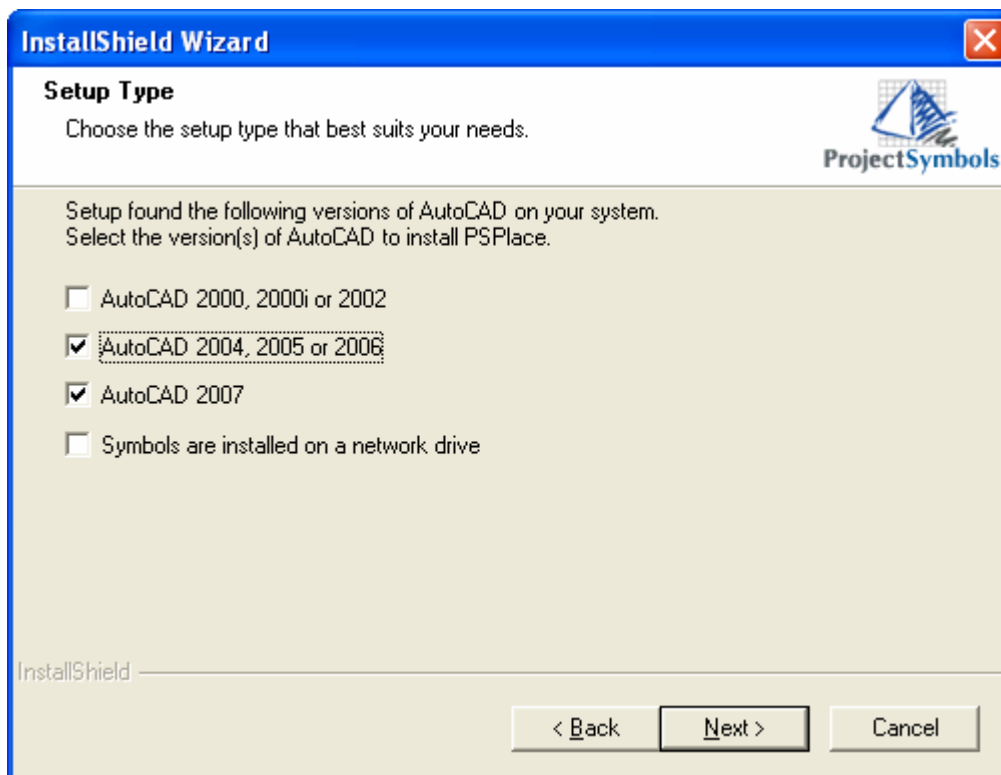 InstallShield Wizard
Setup Type
Choose the setup type that best suits your needs.
ProjectSymbols
Setup found the following versions of AutoCAD on your system.
Select the version(s) of AutoCAD to install PSPlace.
AutoCAD 2000, 2000i or 2002
AutoCAD 2004, 2005 or 2006
AutoCAD 2007
Symbols are installed on a network drive
InstallShield
< Back Next > Cancel